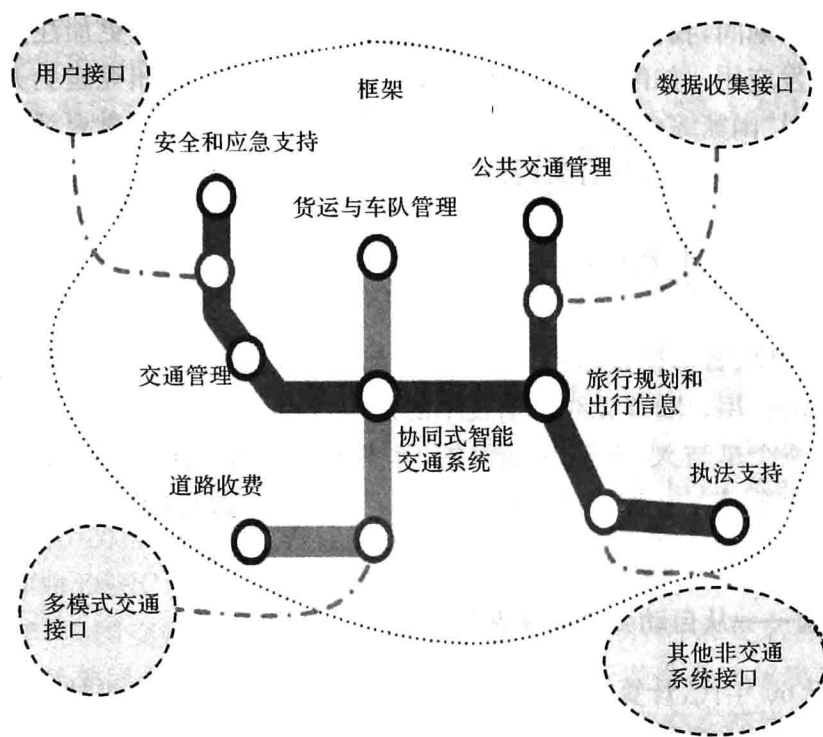 用户接口
框架
数据收集接口
安全和应急支持
公共交通管理
货运与车队管理
交通管理
旅行规划和
出行信息
协同式智能
交通系统
道路收费
执法支持
多模式交通
接口
其他非交通
系统接口